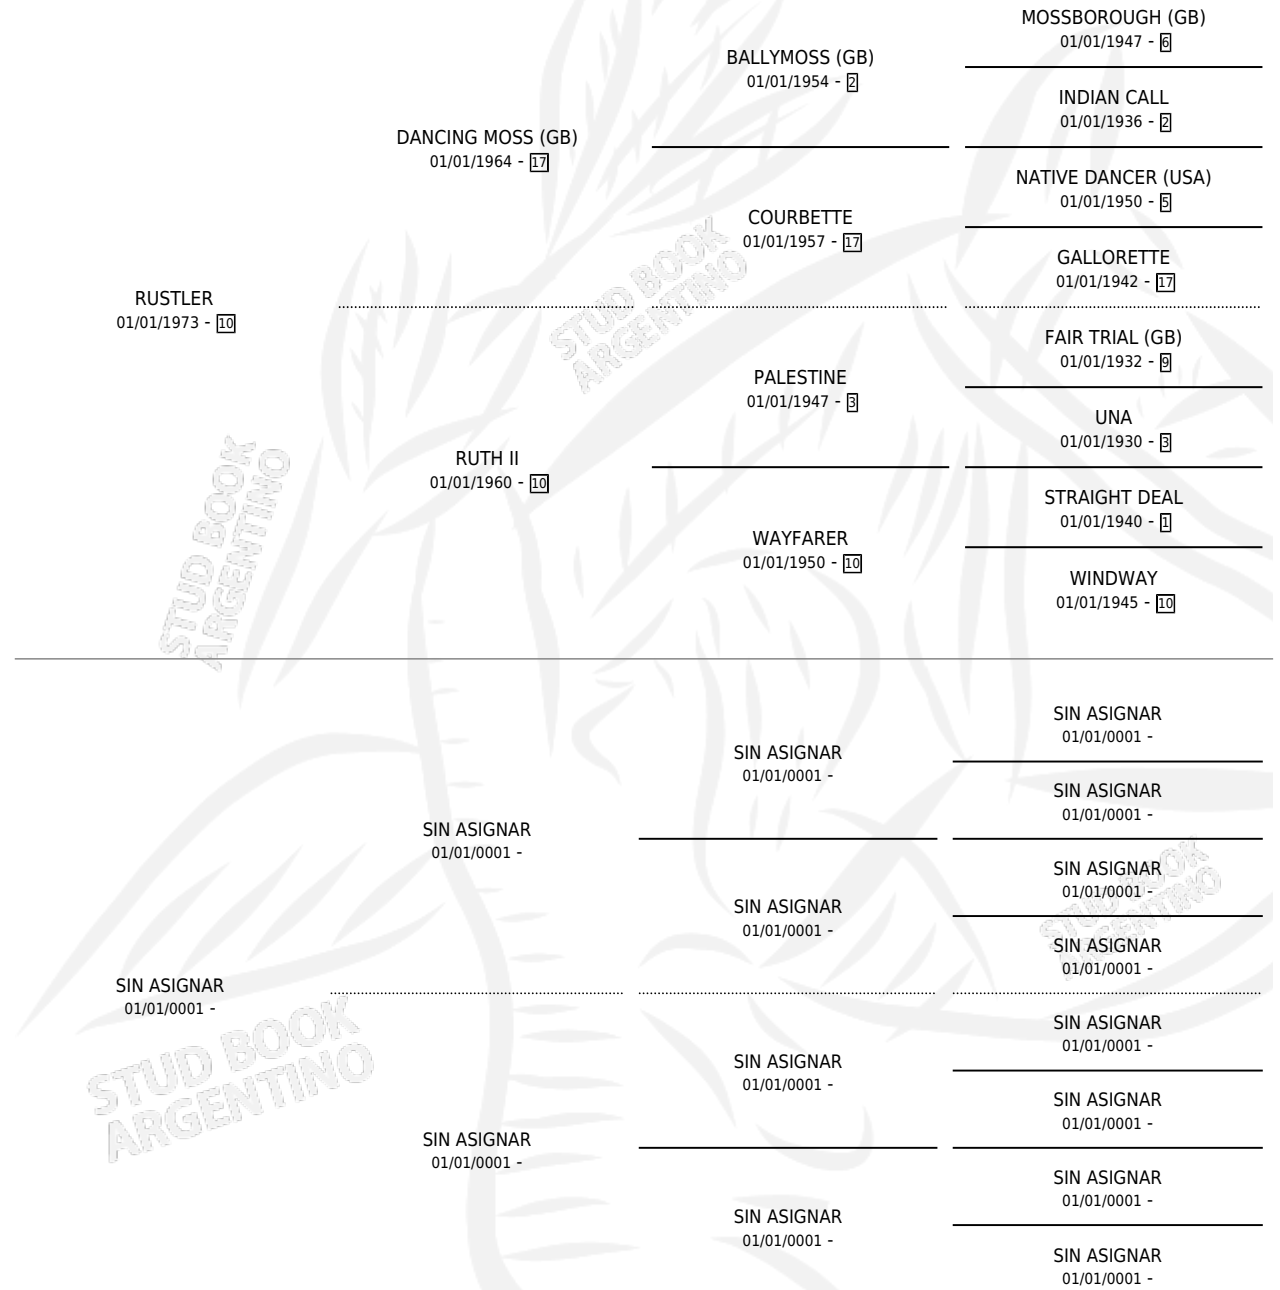 MOSSBOROUGH (GB)
01/01/1947 - 6
BALLYMOSS (GB)
01/01/1954 - 2
INDIAN CALL
01/01/1936 - 2
DANCING MOSS (GB)
01/01/1964 - 17
NATIVE DANCER (USA)
01/01/1950 - 5
COURBETTE
01/01/1957 - 17
GALLORETTE
01/01/1942 - 17
RUSTLER
01/01/1973 - 10
STUD BOOK
ARGENTINO
FAIR TRIAL (GB)
01/01/1932 - 9
PALESTINE
01/01/1947 - 3
UNA
01/01/1930 - 3
RUTH II
01/01/1960 - 10
STRAIGHT DEAL
01/01/1940 - 1
WAYFARER
01/01/1950 - 10
WINDWAY
01/01/1945 - 10
STUD BOOK
ARGENTINO
SIN ASIGNAR
01/01/0001 -
SIN ASIGNAR
01/01/0001 -
SIN ASIGNAR
01/01/0001 -
SIN ASIGNAR
01/01/0001 -
SIN ASIGNAR
01/01/0001 -
SIN ASIGNAR
01/01/0001 -
SIN ASIGNAR
01/01/0001 -
STUD BOOK
ARGENTINO
SIN ASIGNAR
01/01/0001 -
SIN ASIGNAR
01/01/0001 -
SIN ASIGNAR
01/01/0001 -
SIN ASIGNAR
01/01/0001 -
STUD BOOK
ARGENTINO
SIN ASIGNAR
01/01/0001 -
SIN ASIGNAR
01/01/0001 -
SIN ASIGNAR
01/01/0001 -
SIN ASIGNAR
01/01/0001 -